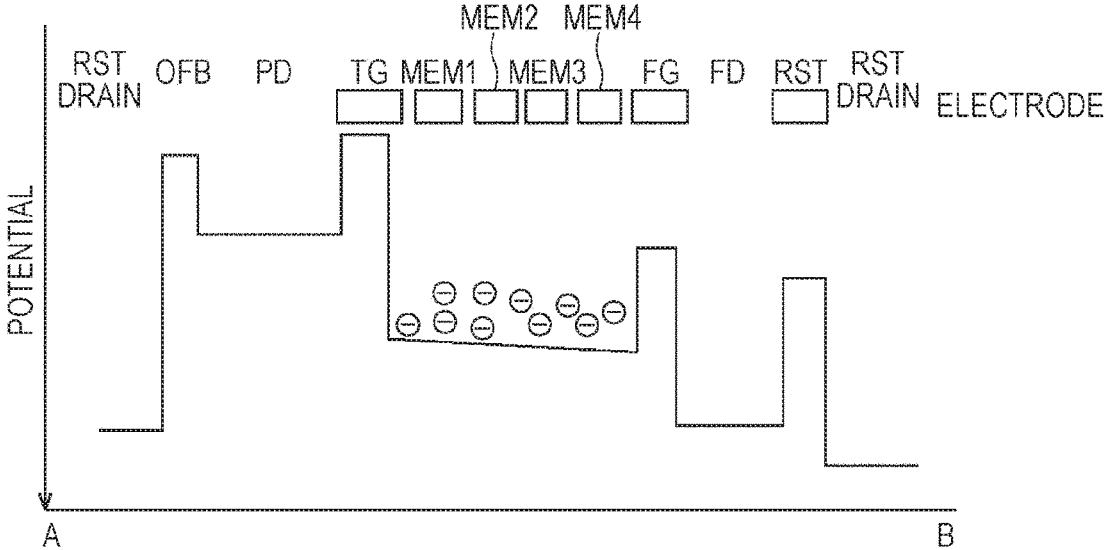 MEM2 MEM4
RST DRAIN OFB PD TG MEM1 MEM3 FG FD RST RST DRAIN
ELECTRODE
POTENTIAL
A B